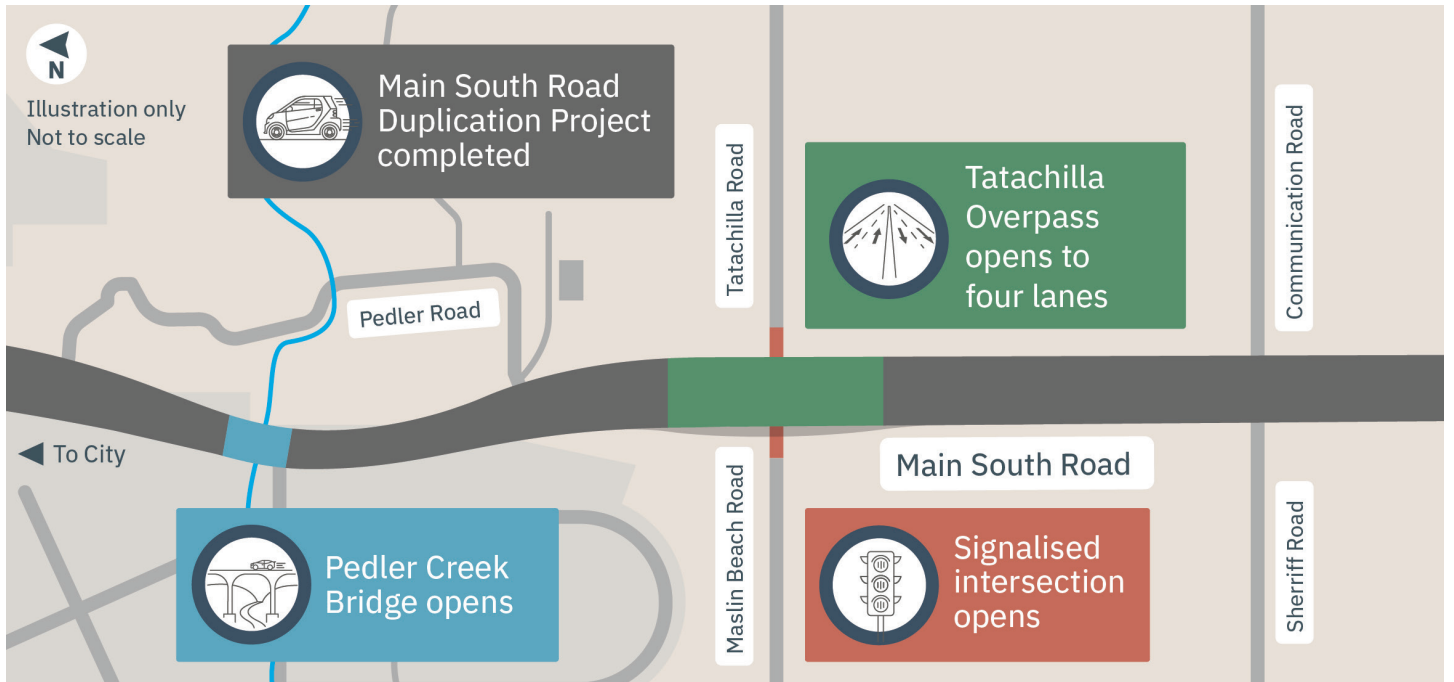 N
Illustration only
Not to scale
Main South Road
Duplication Project
completed
Tatachilla Road
Tatachilla
Overpass
opens to
four lanes
Communication Road
Pedler Road
To City
Main South Road
Pedler Creek
Bridge opens
Maslin Beach Road
Signalised
intersection
opens
Sherriff Road